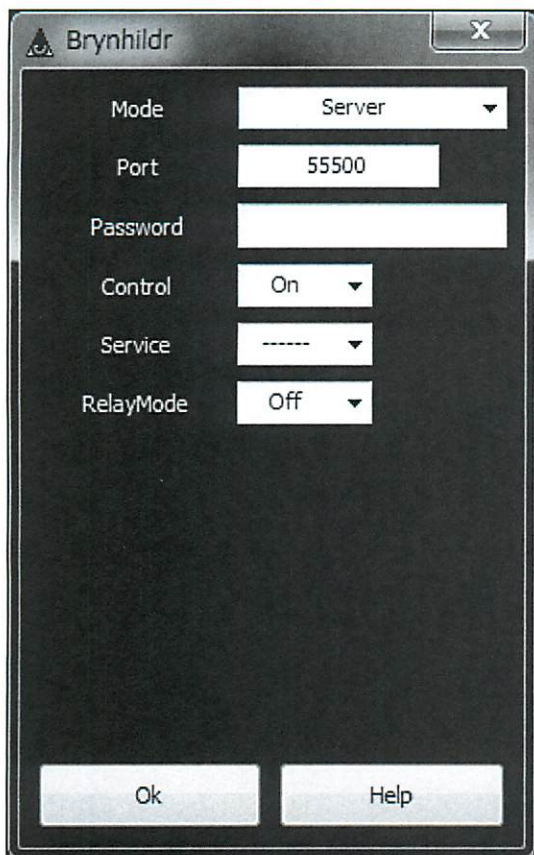 Brynhildr
X
Mode Server
Port 55500
Password
Control On
Service ------
RelayMode Off
Ok Help